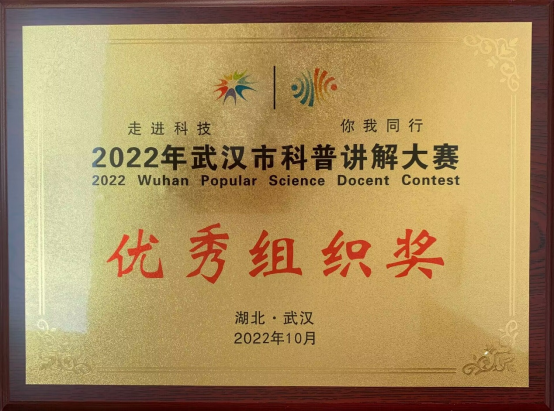 走进科技 你我同行
2022年武汉市科普讲解大赛
2022 Wuhan Popular Science Docent Contest
优秀组织奖
湖北·武汉
2022年10月